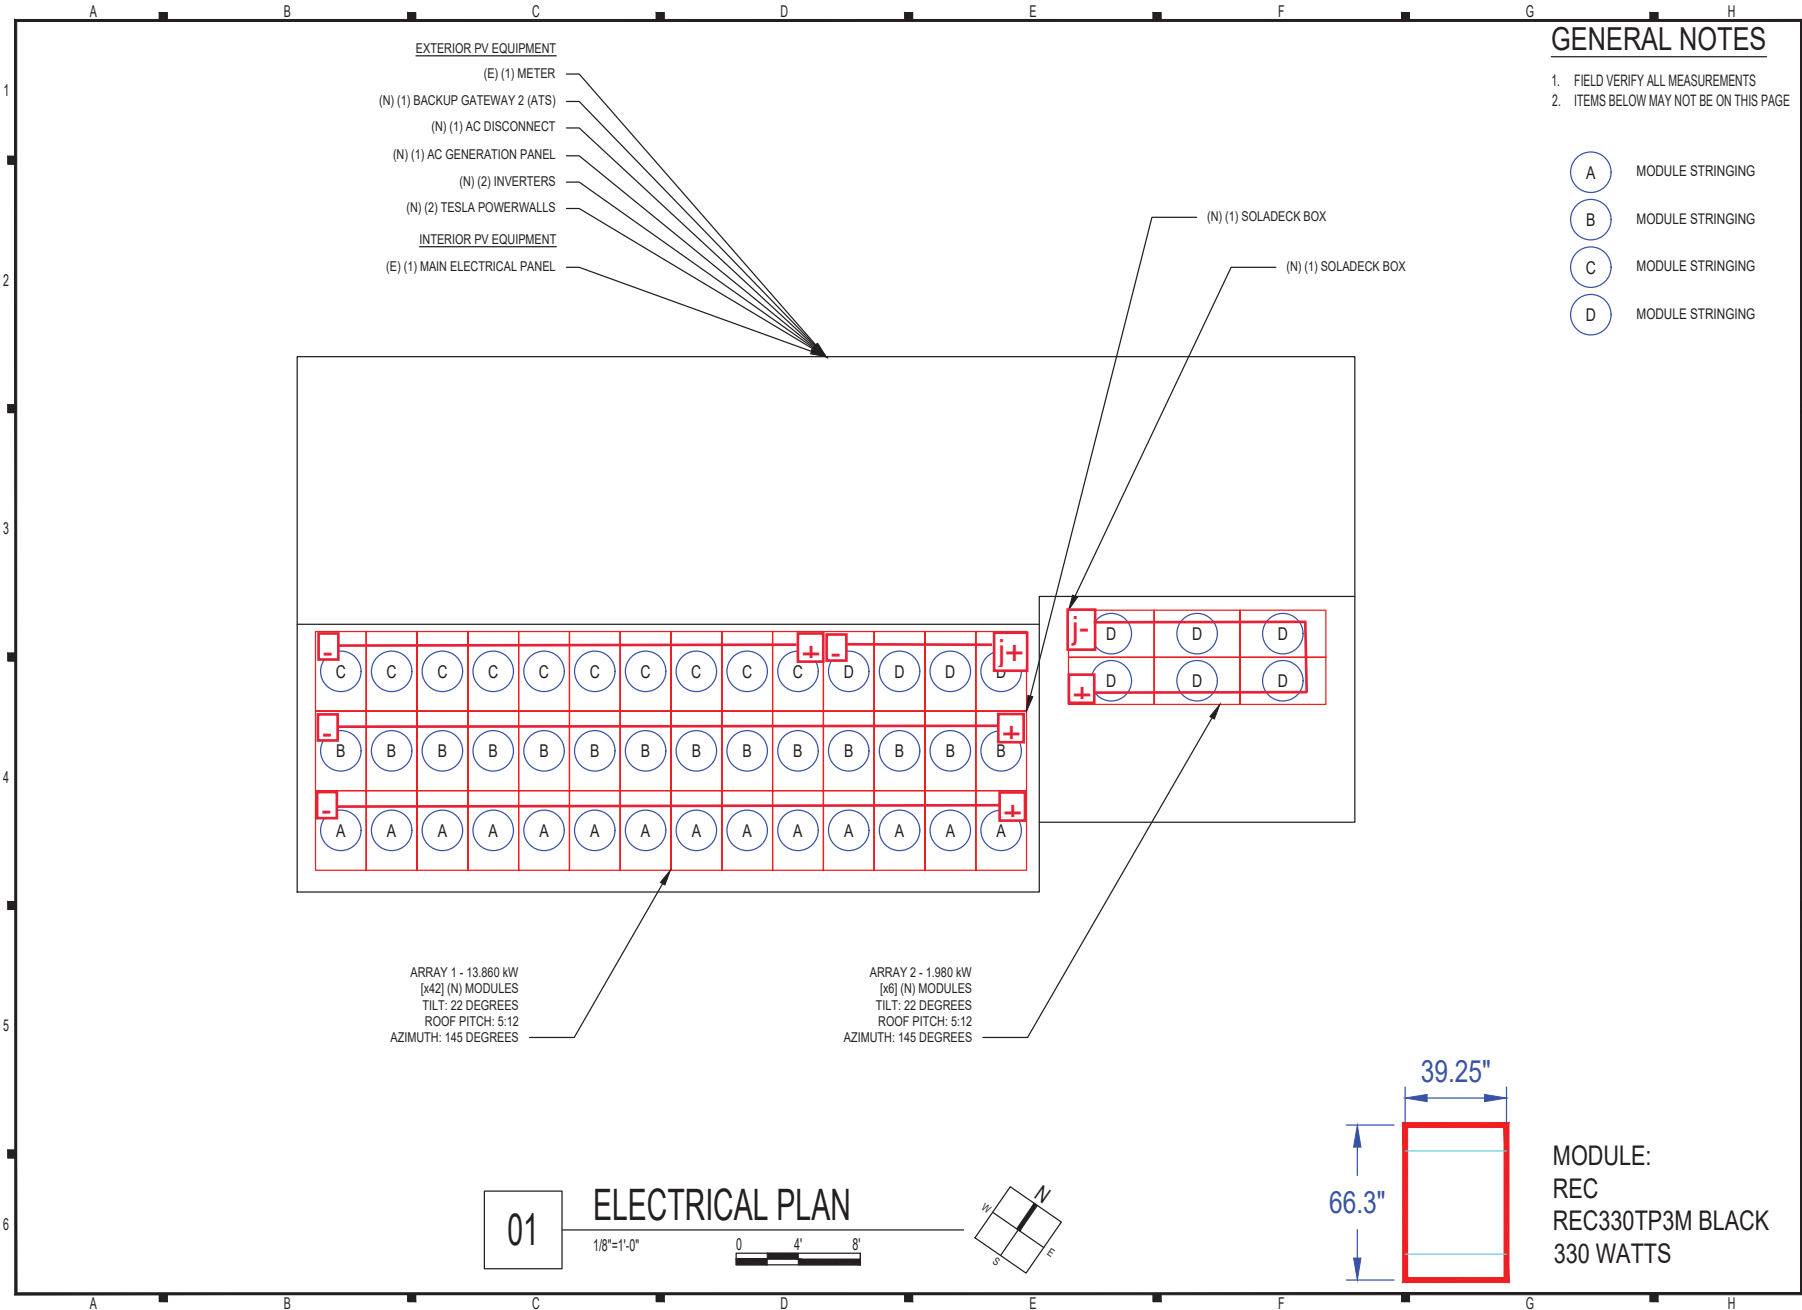 A B C D E F G H
EXTERIOR PV EQUIPMENT
(E) (1) METER
(N) (1) BACKUP GATEWAY 2 (ATS)
(N) (1) AC DISCONNECT
(N) (1) AC GENERATION PANEL
(N) (2) INVERTERS
(N) (2) TESLA POWERWALLS
INTERIOR PV EQUIPMENT
(E) (1) MAIN ELECTRICAL PANEL
(N) (1) SOLADECK BOX
(N) (1) SOLADECK BOX
GENERAL NOTES
1. FIELD VERIFY ALL MEASUREMENTS
2. ITEMS BELOW MAY NOT BE ON THIS PAGE
A MODULE STRINGING
B MODULE STRINGING
C MODULE STRINGING
D MODULE STRINGING
1
2
3
4
5
6
- + - j+
C C C C C C C C C C D D D D
- +
B B B B B B B B B B B B B B
- +
A A A A A A A A A A A A A A
j- D D D
+ D D D
ARRAY 1 - 13.860 kW
[x42] (N) MODULES
TILT: 22 DEGREES
ROOF PITCH: 5:12
AZIMUTH: 145 DEGREES
ARRAY 2 - 1.980 kW
[x6] (N) MODULES
TILT: 22 DEGREES
ROOF PITCH: 5:12
AZIMUTH: 145 DEGREES
01
ELECTRICAL PLAN
1/8"=1'-0"
0 4' 8'
N
W
E
S
39.25"
66.3"
MODULE:
REC
REC330TP3M BLACK
330 WATTS
A B C D E F G H